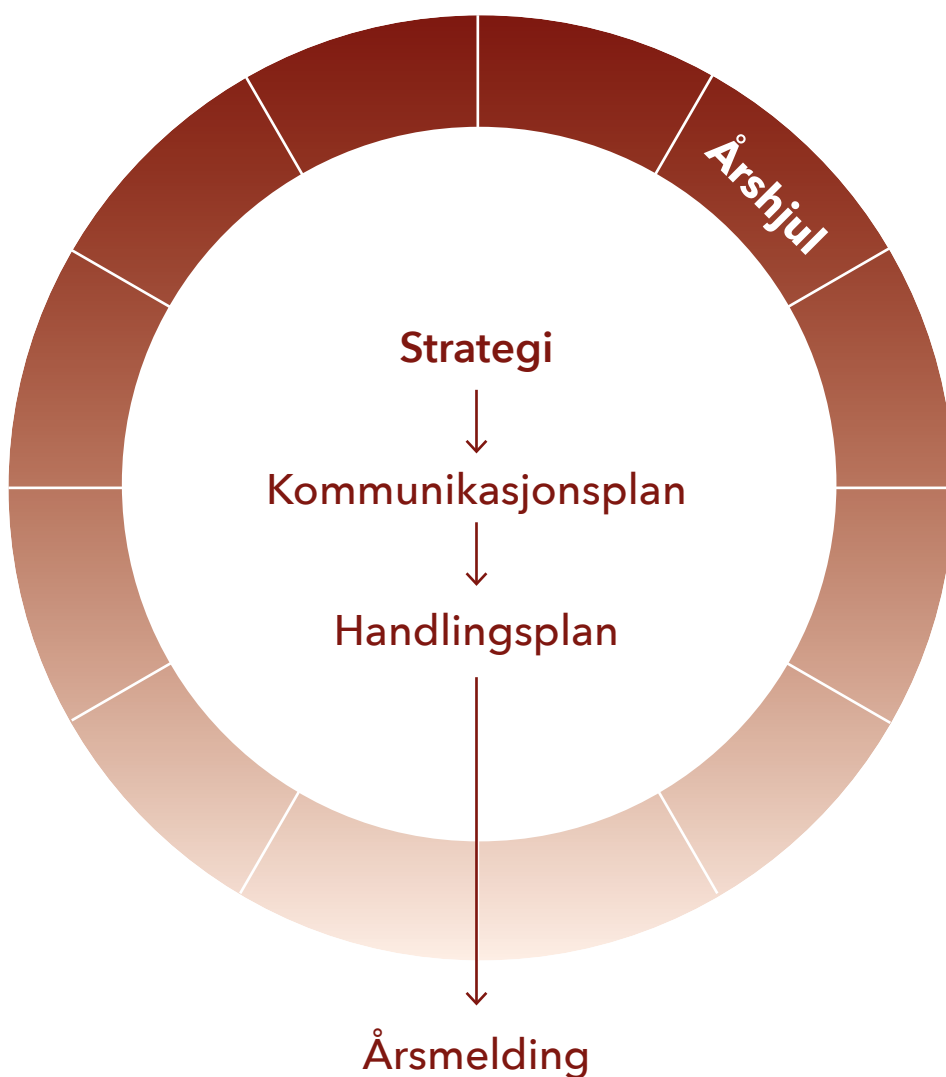 Årshjul
Strategi
Kommunikasjonsplan
Handlingsplan
Årsmelding